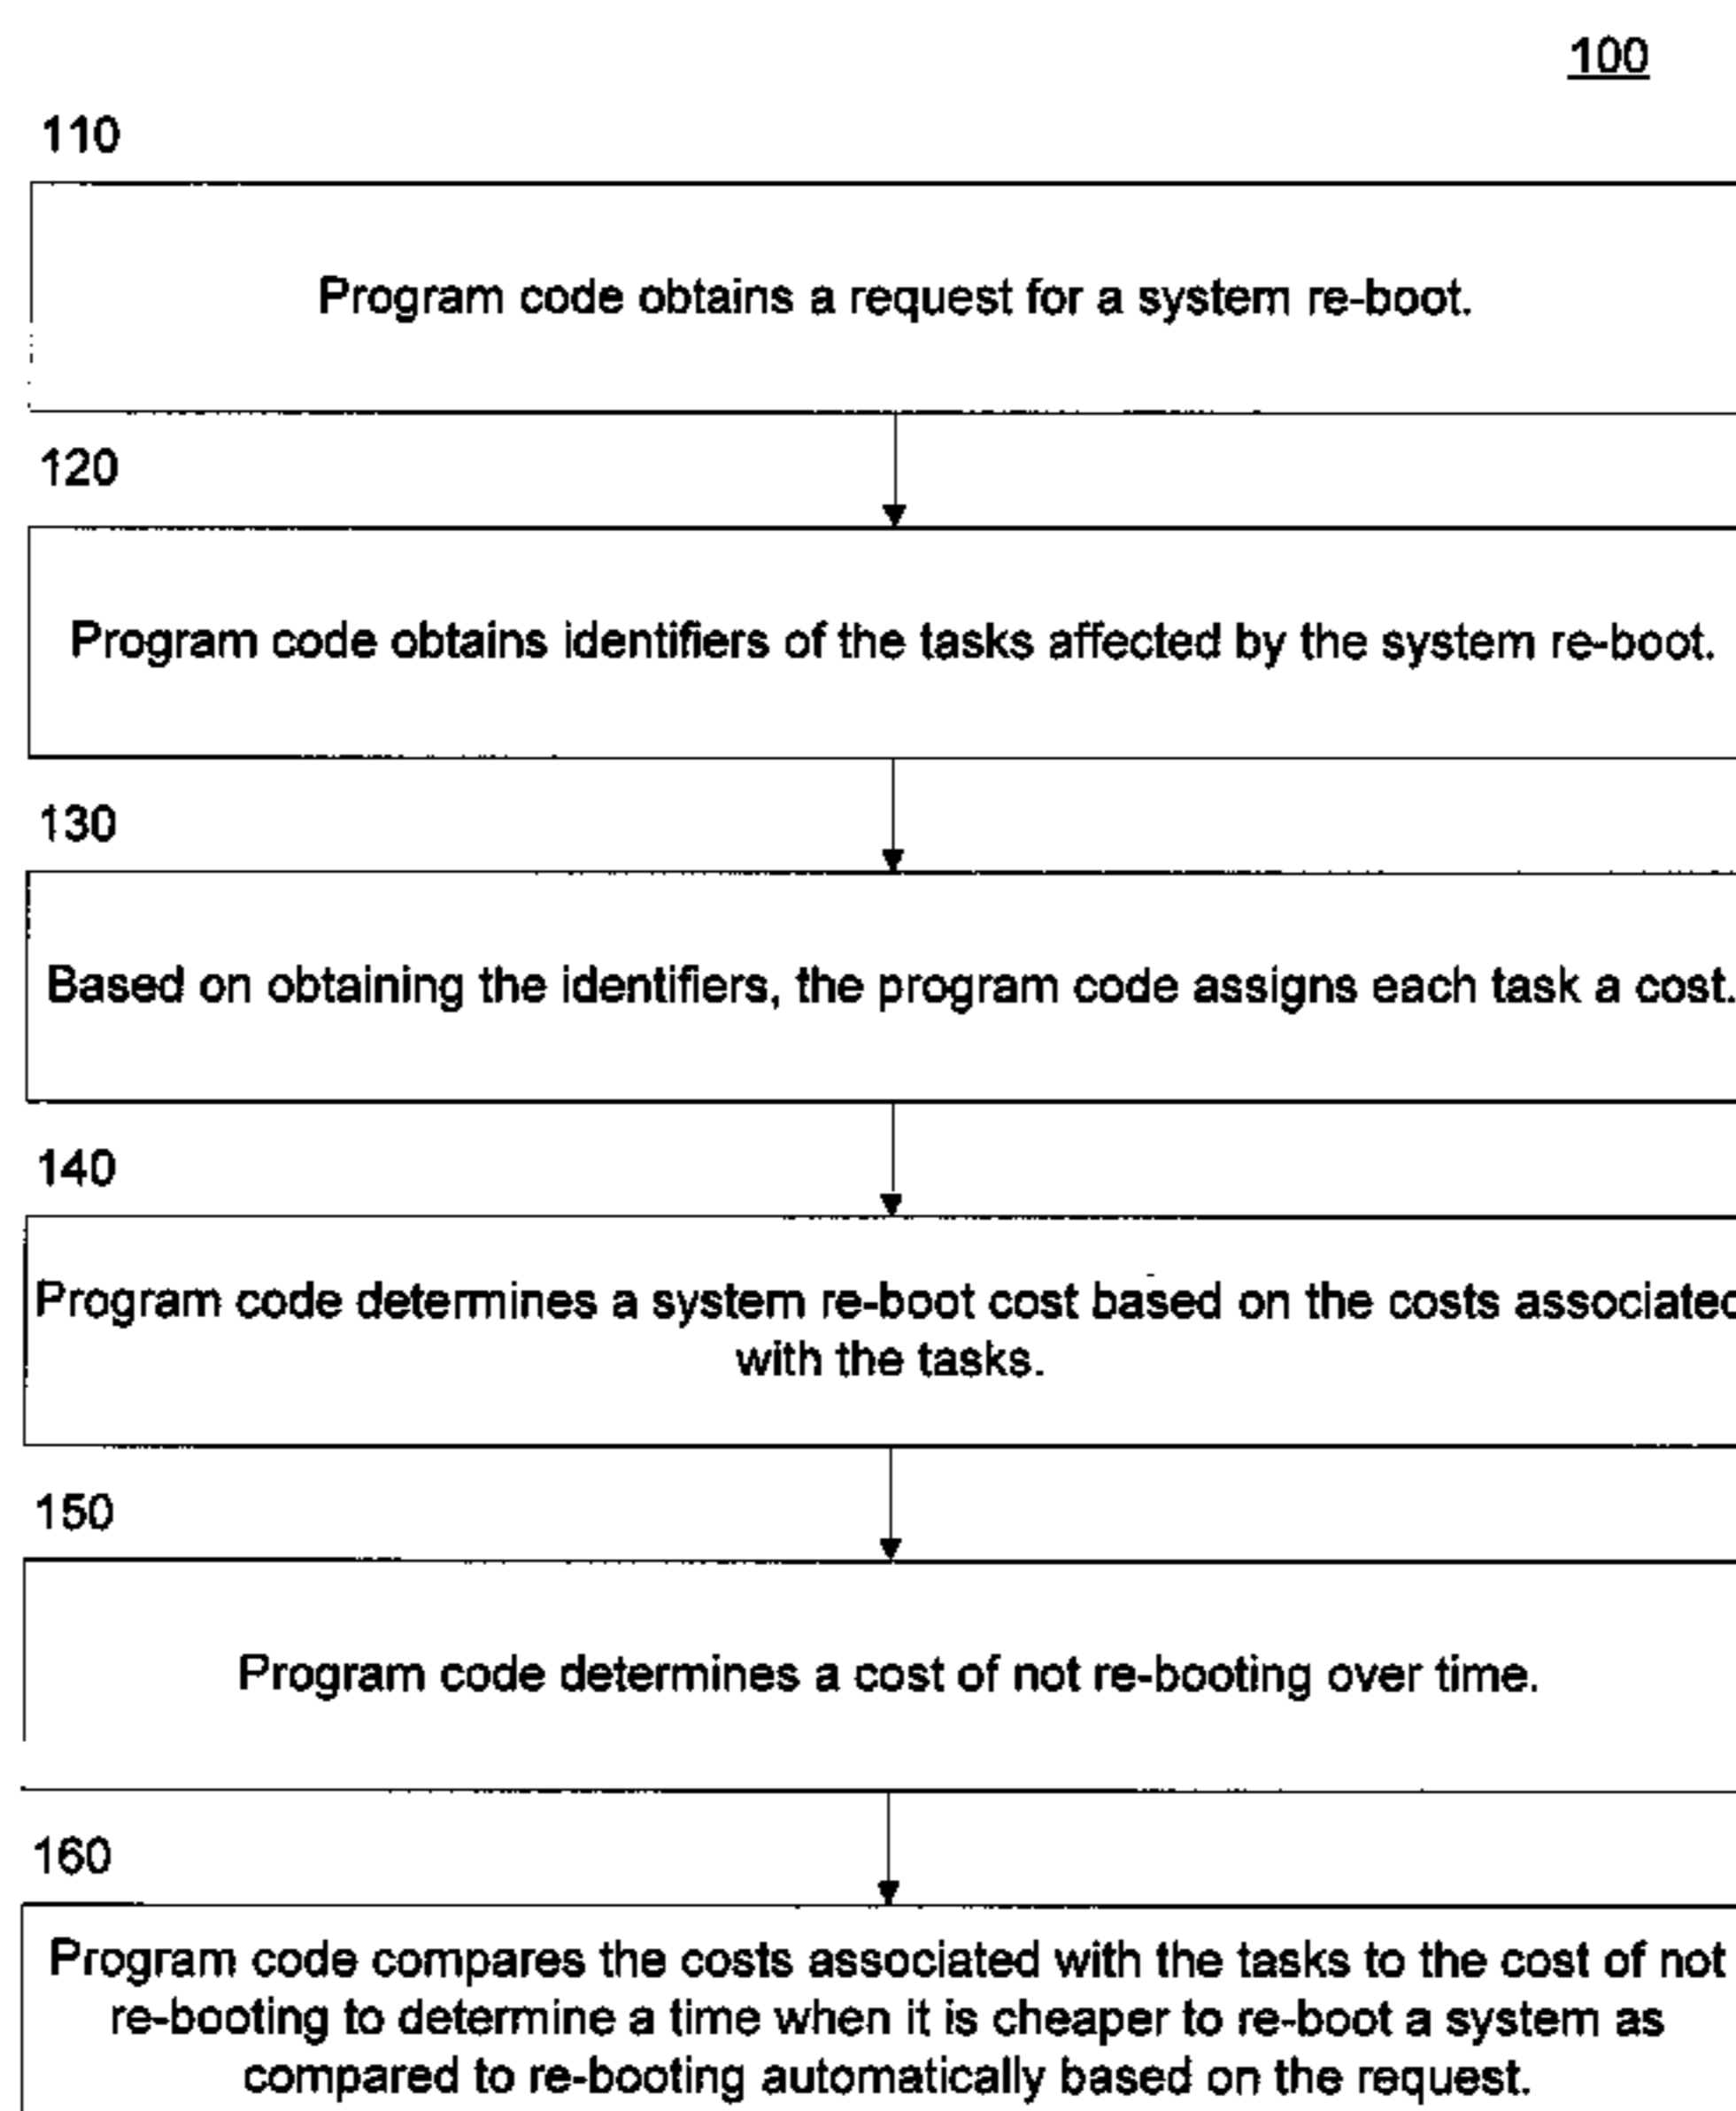 100
110
Program code obtains a request for a system re-boot.
120
Program code obtains identifiers of the tasks affected by the system re-boot.
130
Based on obtaining the identifiers, the program code assigns each task a cost.
140
Program code determines a system re-boot cost based on the costs associated
with the tasks.
150
Program code determines a cost of not re-booting over time.
160
Program code compares the costs associated with the tasks to the cost of not
re-booting to determine a time when it is cheaper to re-boot a system as
compared to re-booting automatically based on the request.